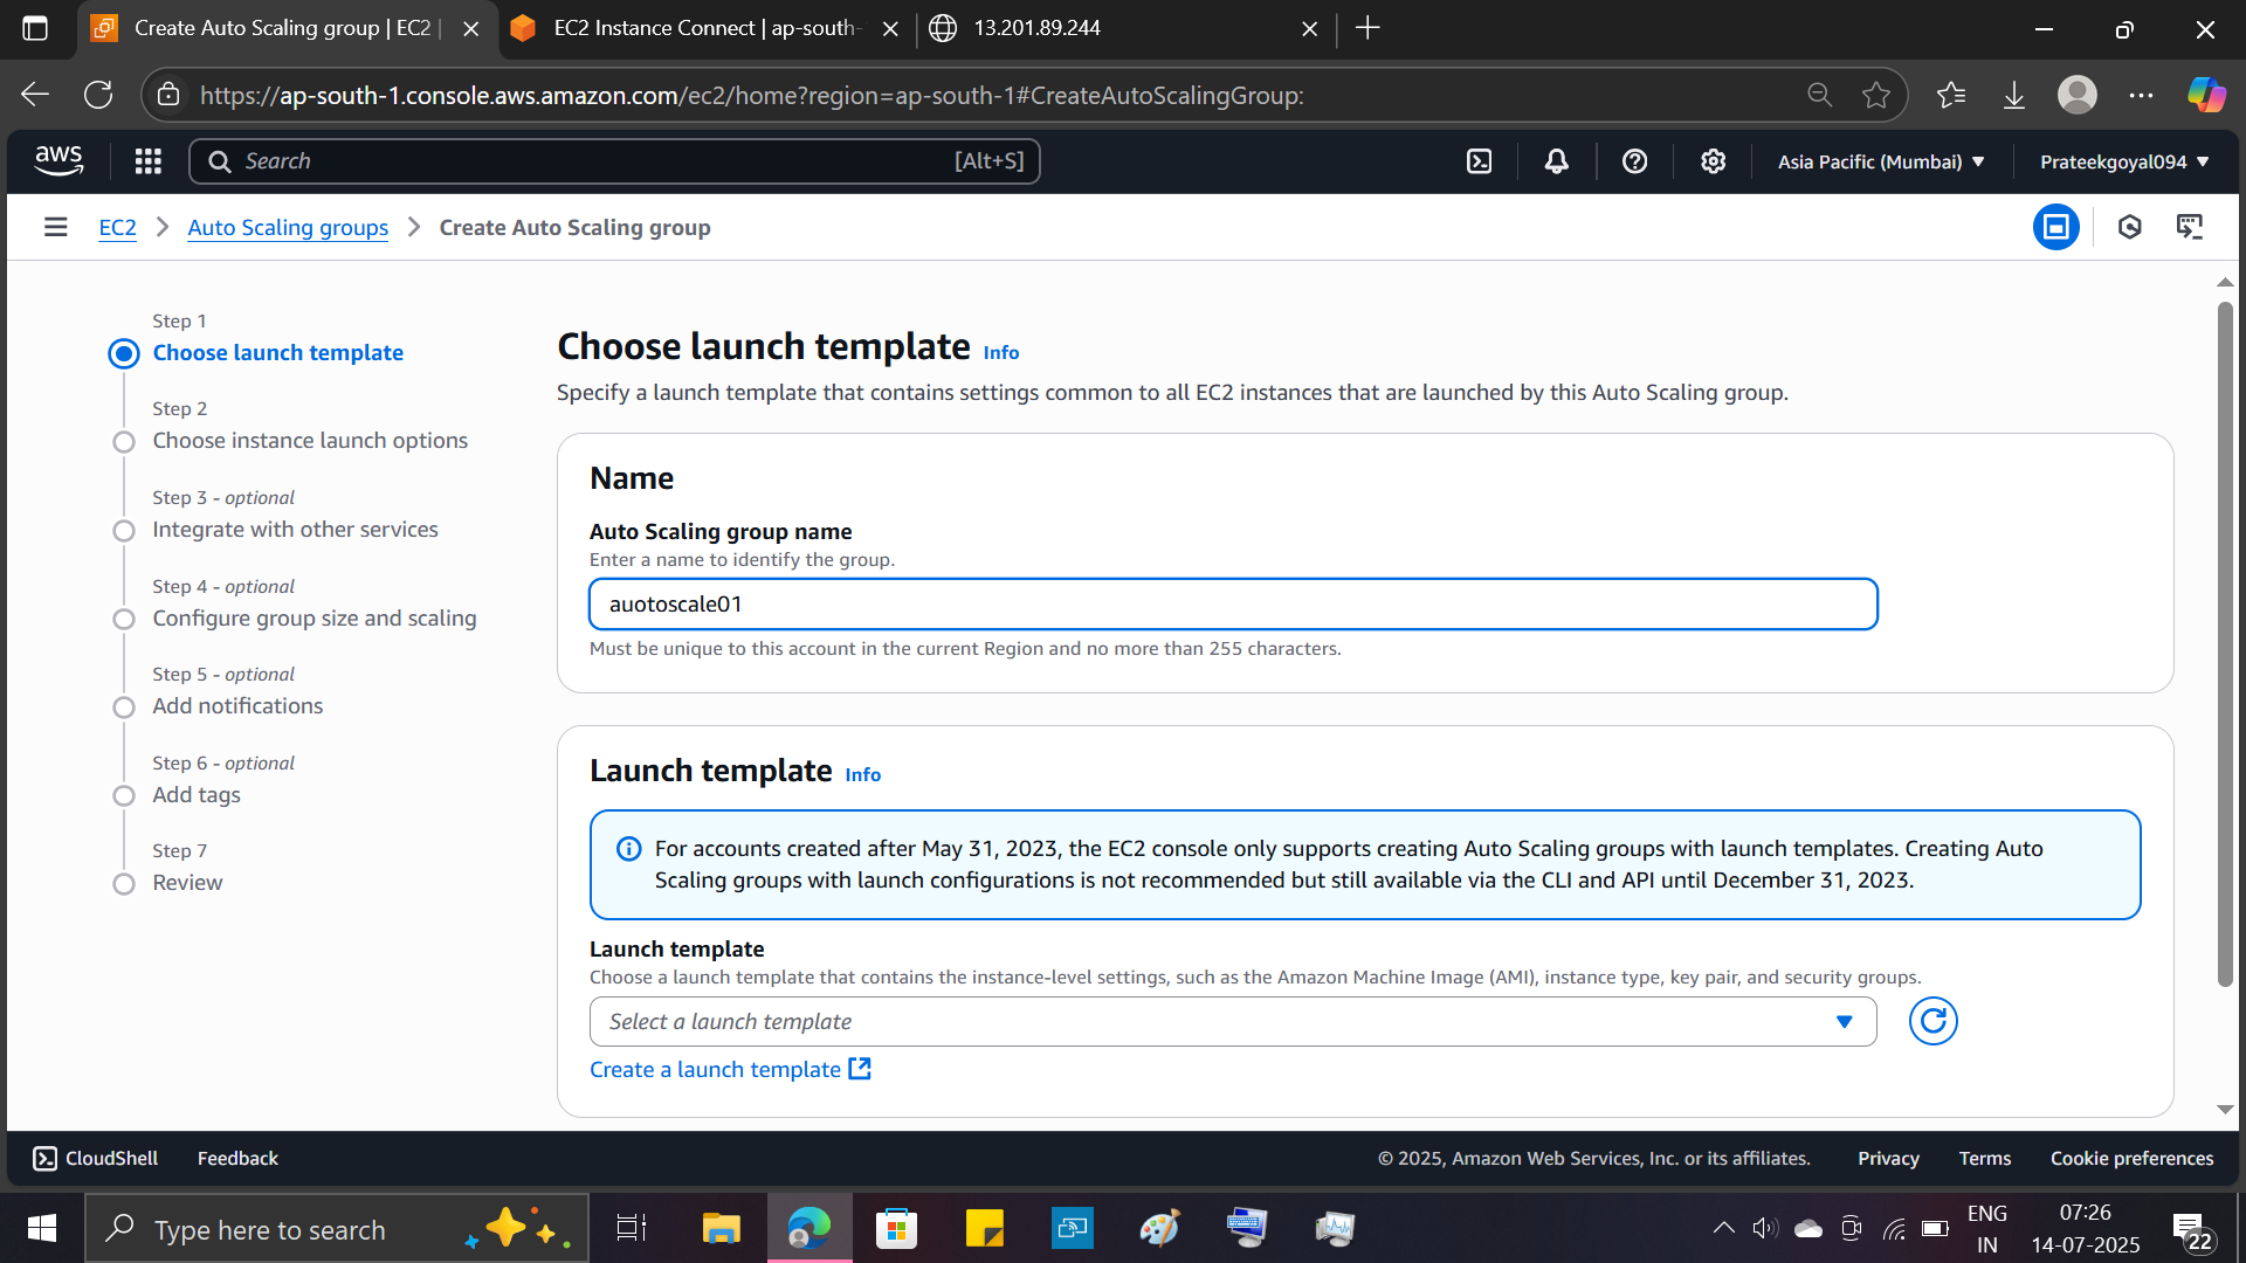 Create Auto Scaling group | EC2 |
EC2 Instance Connect | ap-south-
13.201.89.244
https://ap-south-1.console.aws.amazon.com/ec2/home?region=ap-south-1#CreateAutoScalingGroup:
aws
Search
[Alt+S]
Asia Pacific (Mumbai)
Prateekgoyal094
EC2
Auto Scaling groups
Create Auto Scaling group
Step 1
Choose launch template
Step 2
Choose instance launch options
Step 3 - optional
Integrate with other services
Step 4 - optional
Configure group size and scaling
Step 5 - optional
Add notifications
Step 6 - optional
Add tags
Step 7
Review
Choose launch template Info
Specify a launch template that contains settings common to all EC2 instances that are launched by this Auto Scaling group.
Name
Auto Scaling group name
Enter a name to identify the group.
auotoscale01
Must be unique to this account in the current Region and no more than 255 characters.
Launch template Info
For accounts created after May 31, 2023, the EC2 console only supports creating Auto Scaling groups with launch templates. Creating Auto
Scaling groups with launch configurations is not recommended but still available via the CLI and API until December 31, 2023.
Launch template
Choose a launch template that contains the instance-level settings, such as the Amazon Machine Image (AMI), instance type, key pair, and security groups.
Select a launch template
Create a launch template
CloudShell
Feedback
© 2025, Amazon Web Services, Inc. or its affiliates.
Privacy
Terms
Cookie preferences
Type here to search
ENG
IN
07:26
14-07-2025
22